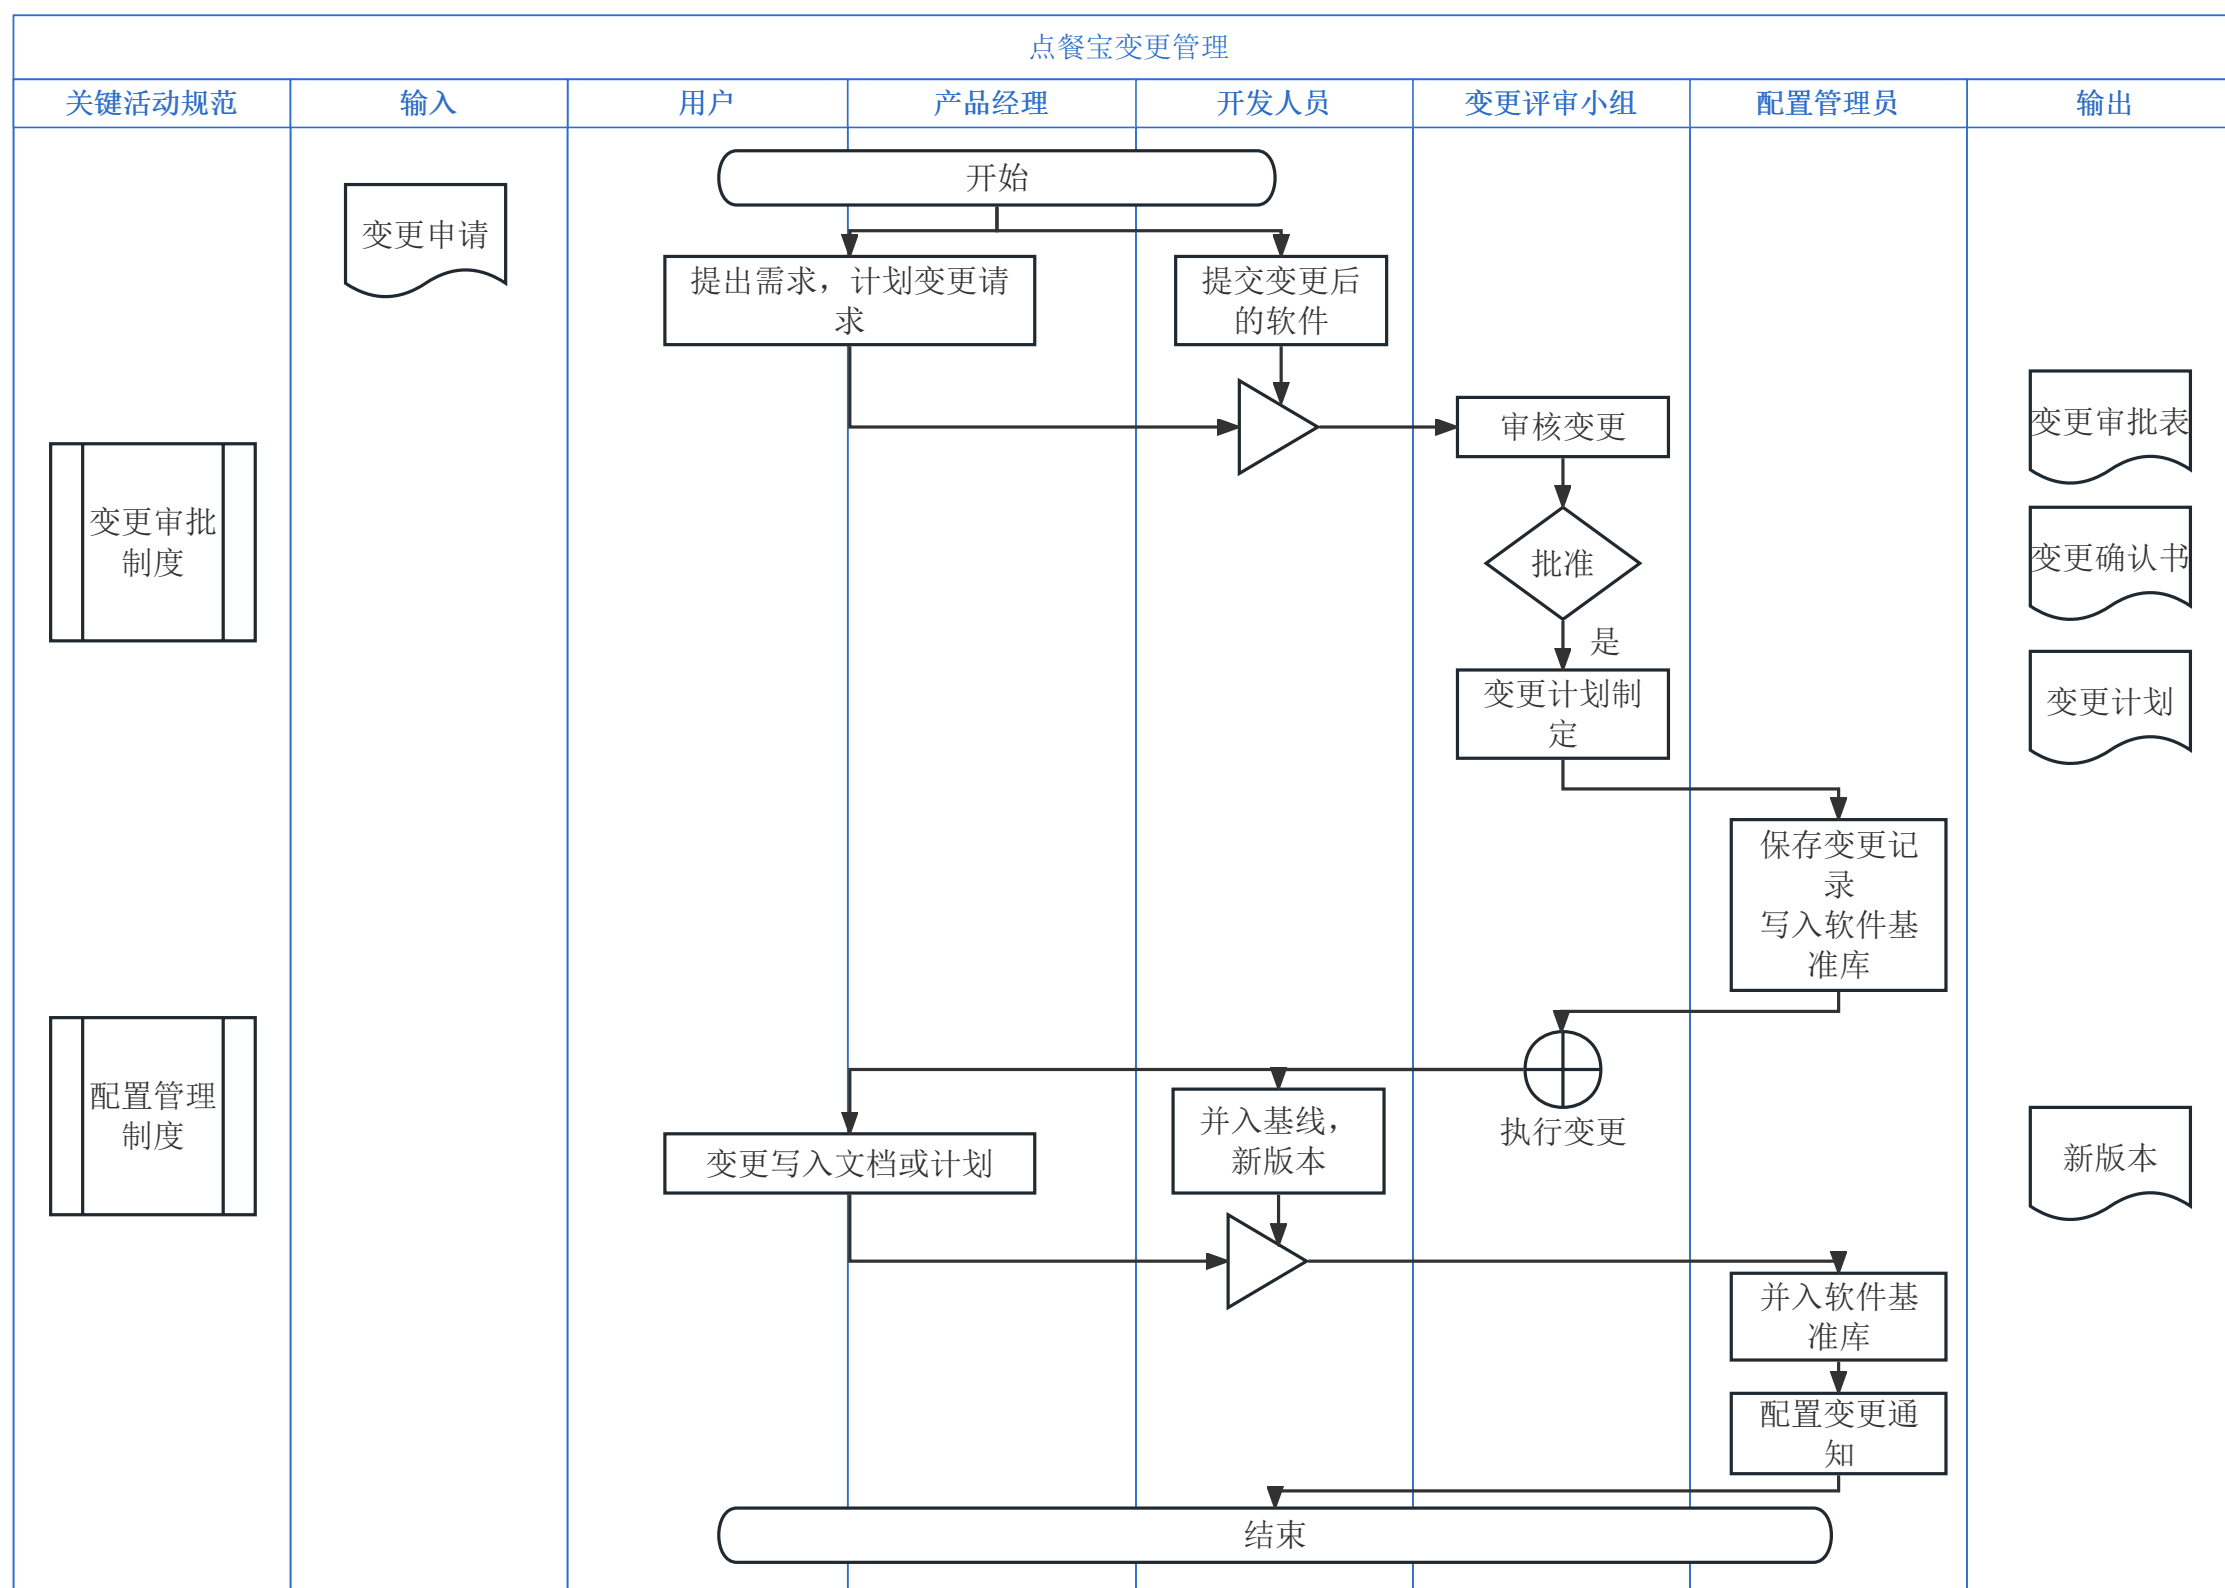 点餐宝变更管理
关键活动规范
输入
用户
产品经理
开发人员
变更评审小组
配置管理员
输出
开始
变更申请
提出需求，计划变更请
求
提交变更后
的软件
审核变更
变更审批表
变更审批
制度
批准
变更确认书
是
变更计划制
定
变更计划
保存变更记
录
写入软件基
准库
配置管理
制度
执行变更
并入基线，
新版本
变更写入文档或计划
新版本
并入软件基
准库
配置变更通
知
结束